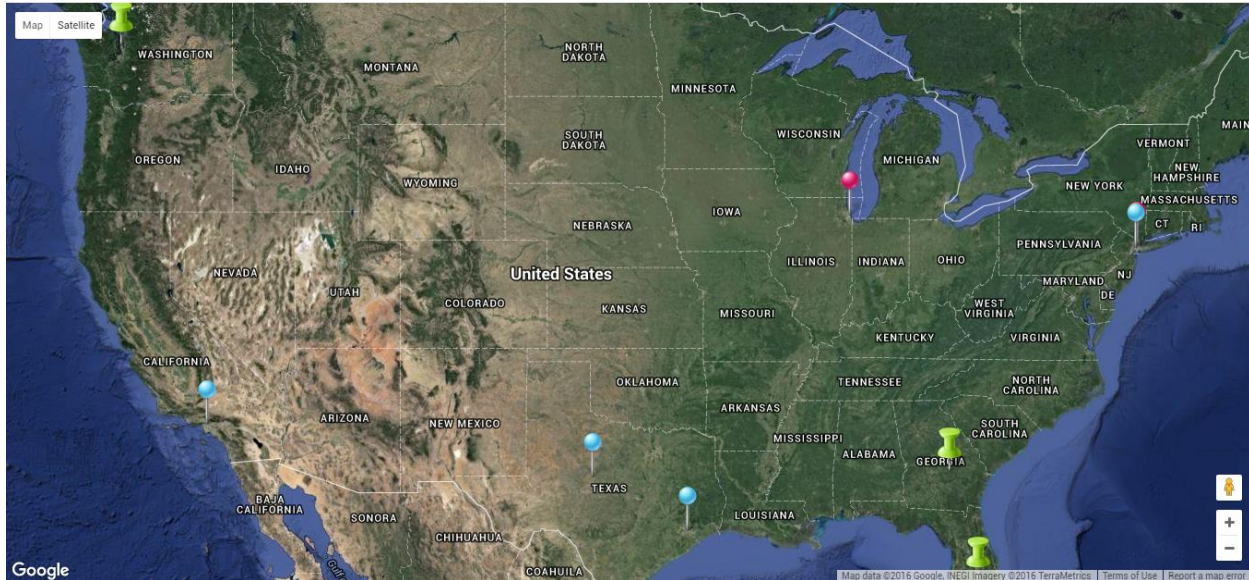 Map Satellite
WASHINGTON
MONTANA
NORTH
DAKOTA
MINNESOTA
SOUTH
DAKOTA
WISCONSIN
MICHIGAN
VERMONT
MAIN
NEW
HAMPSHIRE
NEW YORK
MASSACHUSETTS
CT
RI
OREGON
IDAHO
WYOMING
IOWA
NEBRASKA
PENNSYLVANIA
ILLINOIS
INDIANA
OHIO
NJ
MARYLAND
DE
United States
NEVADA
UTAH
COLORADO
KANSAS
MISSOURI
WEST
VIRGINIA
KENTUCKY
VIRGINIA
CALIFORNIA
OKLAHOMA
TENNESSEE
NORTH
CAROLINA
ARIZONA
NEW MEXICO
ARKANSAS
MISSISSIPPI
SOUTH
CAROLINA
ALABAMA
GEORGIA
TEXAS
LOUISIANA
BAJA
CALIFORNIA
SONORA
CHIHUAHUA
COAHUILA
Gulf
+
−
Google
Map data ©2016 Google, INEGI Imagery ©2016 TerraMetrics Terms of Use Report a map error